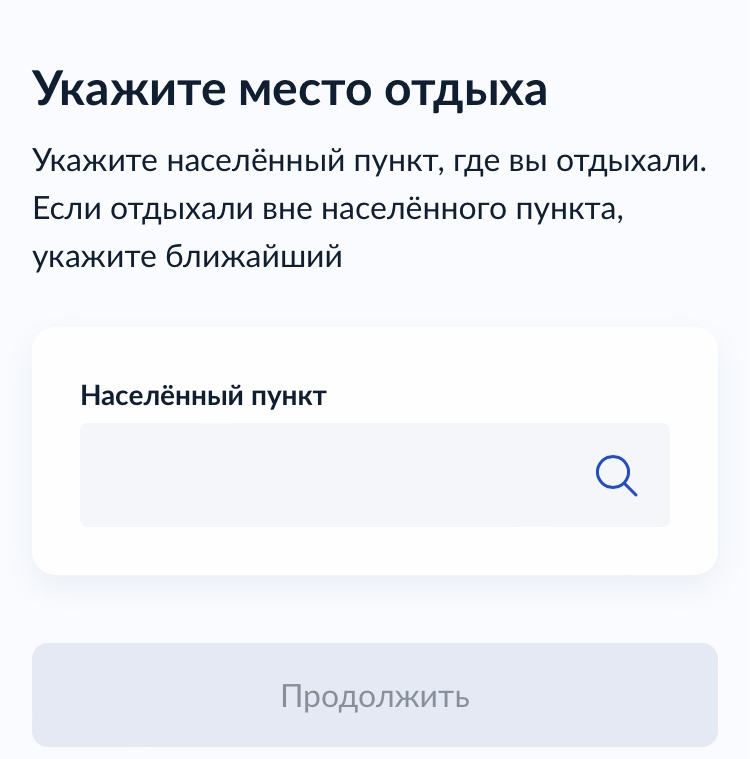 Укажите место отдыха
Укажите населённый пункт, где вы отдыхали.
Если отдыхали вне населённого пункта,
укажите ближайший
Населённый пункт
Продолжить